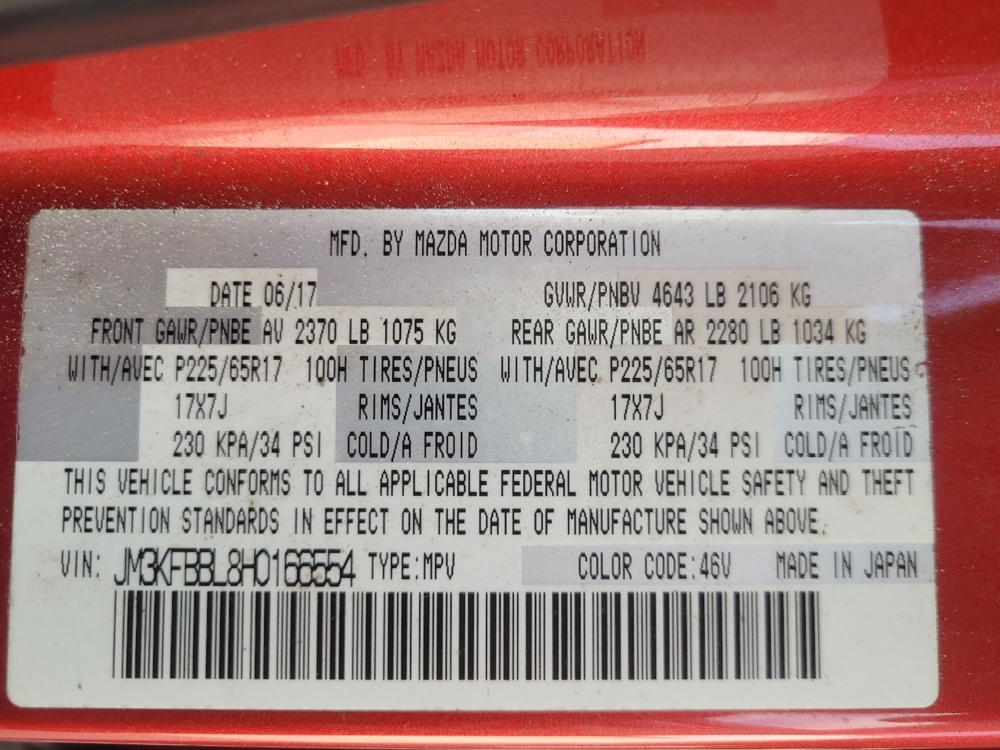 MFD. BY MAZDA MOTOR CORPORATION
DATE 06/17 GVWR/PNBV 4643 LB 2106 KG
FRONT GAWR/PNBE AV 2370 LB 1075 KG REAR GAWR/PNBE AR 2280 LB 1034 KG
WITH/AVEC P225/65R17 100H TIRES/PNEUS WITH/AVEC P225/65R17 100H TIRES/PNEUS
17X7J RIMS/JANTES 17X7J RIMS/JANTES
230 KPA/34 PSI COLD/A FROID 230 KPA/34 PSI COLD/A FROID
THIS VEHICLE CONFORMS TO ALL APPLICABLE FEDERAL MOTOR VEHICLE SAFETY AND THEFT
PREVENTION STANDARDS IN EFFECT ON THE DATE OF MANUFACTURE SHOWN ABOVE.
VIN: JM3KFBBL8H0166554 TYPE:MPV COLOR CODE:46V MADE IN JAPAN